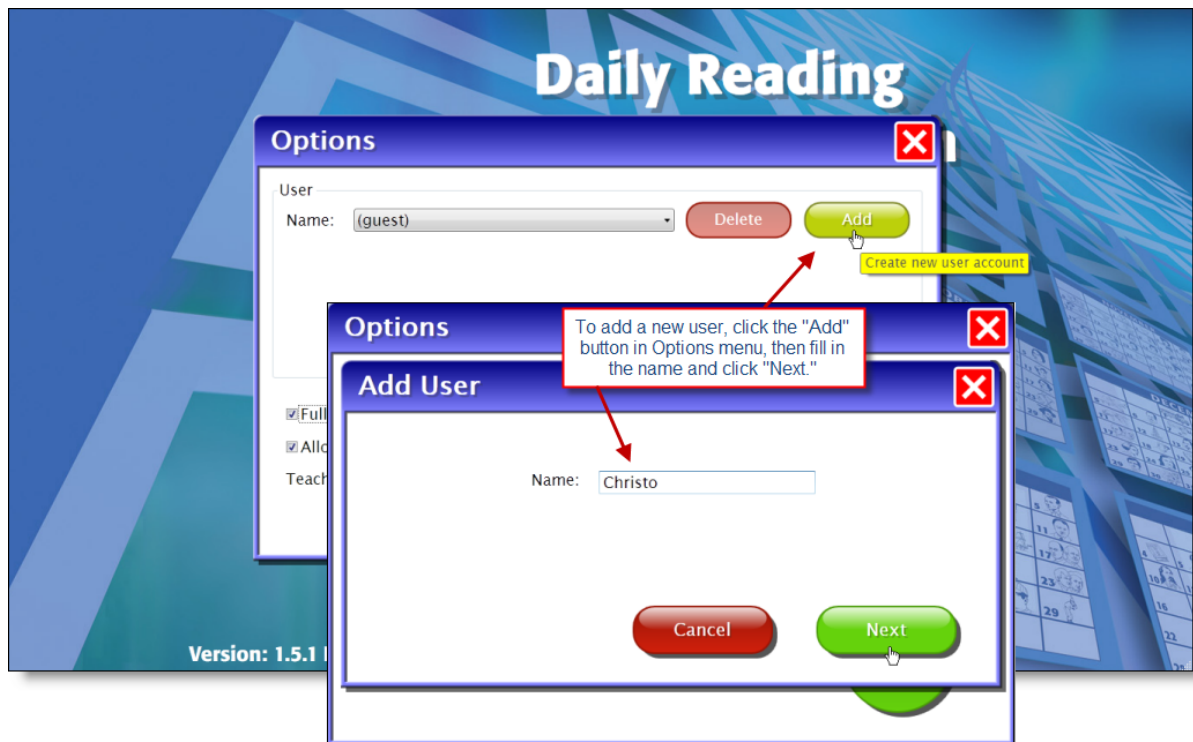 Daily Reading
Options
User
Name: (guest) Delete Add
Create new user account
Options
To add a new user, click the "Add"
button in Options menu, then fill in
the name and click "Next."
Add User
Full
Allo
Teach
Name: Christo
Cancel Next
Version: 1.5.1